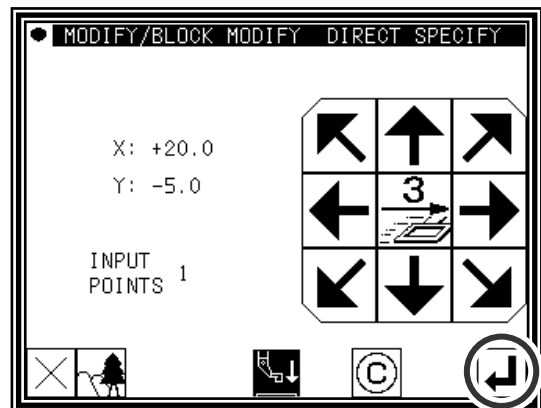 MODIFY/BLOCK MODIFY DIRECT SPECIFY
X: +20.0
Y: -5.0
3
INPUT
POINTS 1
C